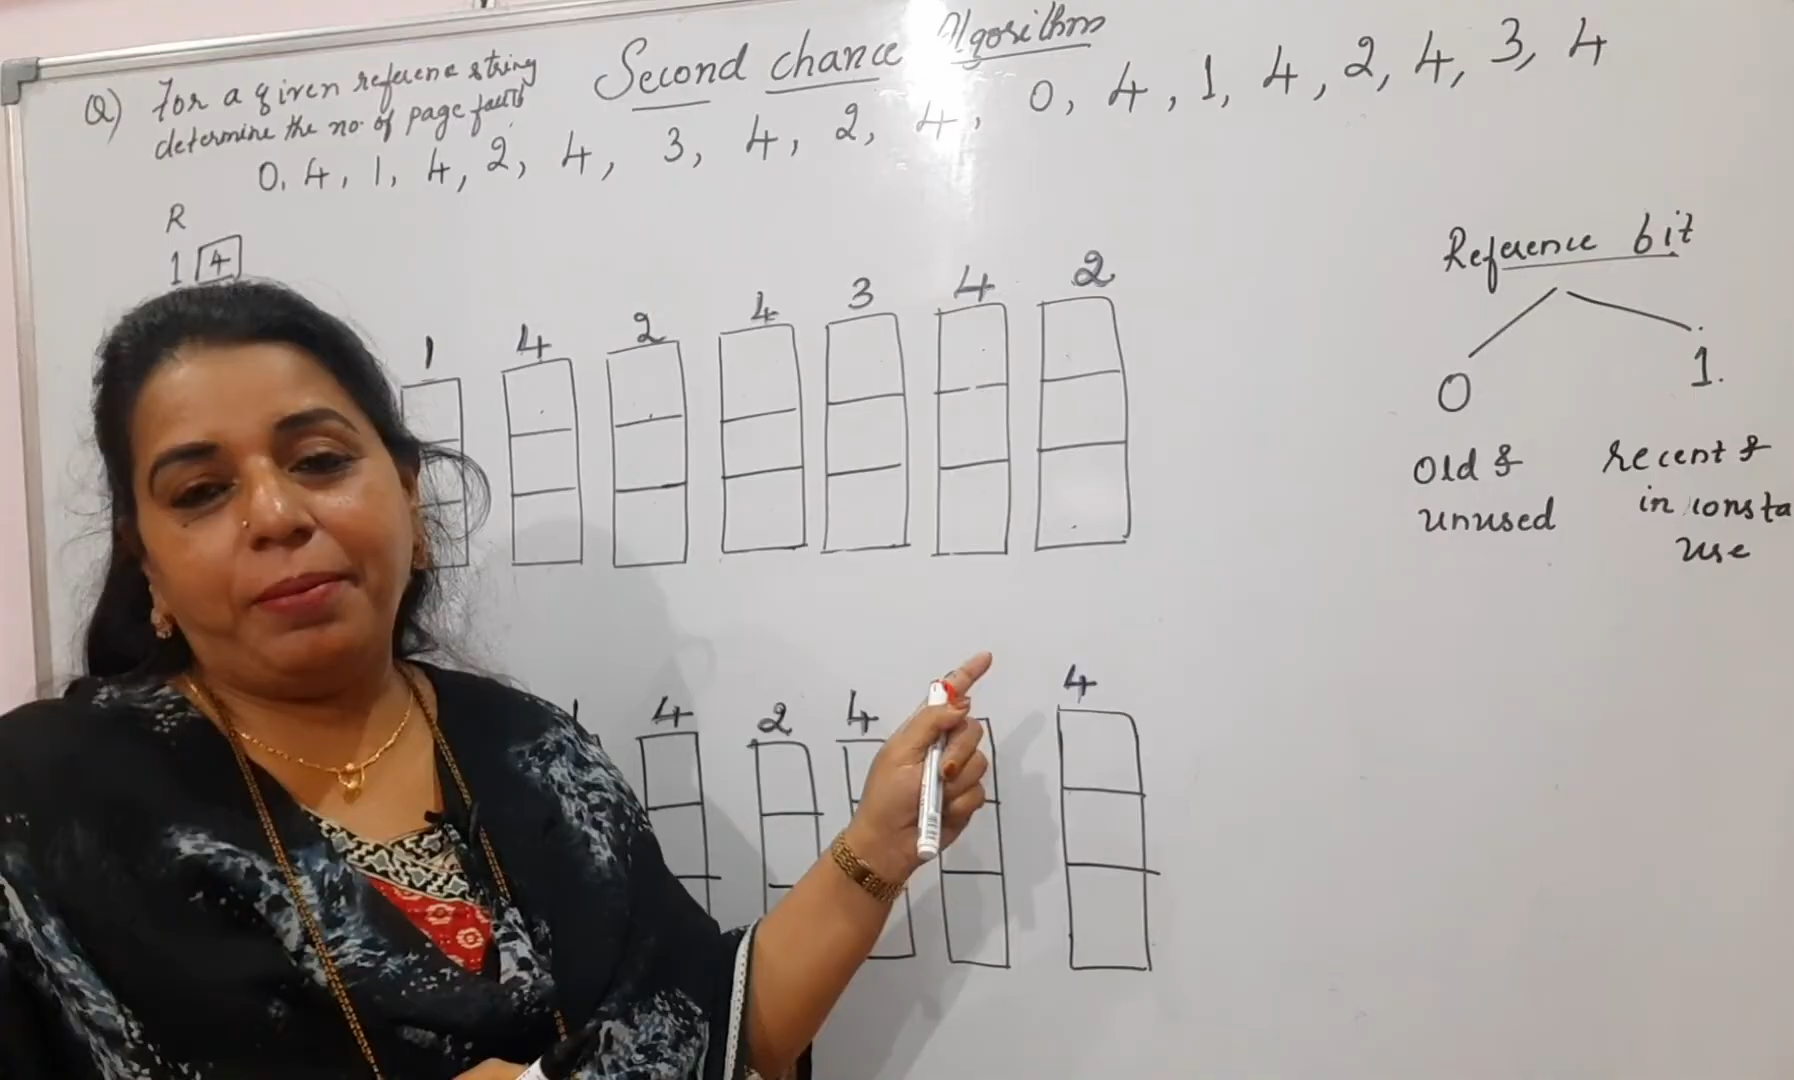 Second chance Algorithm
Q) For a given reference string
determine the no. of page faults
0, 4, 1, 4, 2, 4, 3, 4, 2, 4, 0, 4, 1, 4, 2, 4, 3, 4
R
1 4
1 4 2 4 3 4 2
4 2 4 4
Reference bit
0 1.
Old & recent &
unused in consta
use